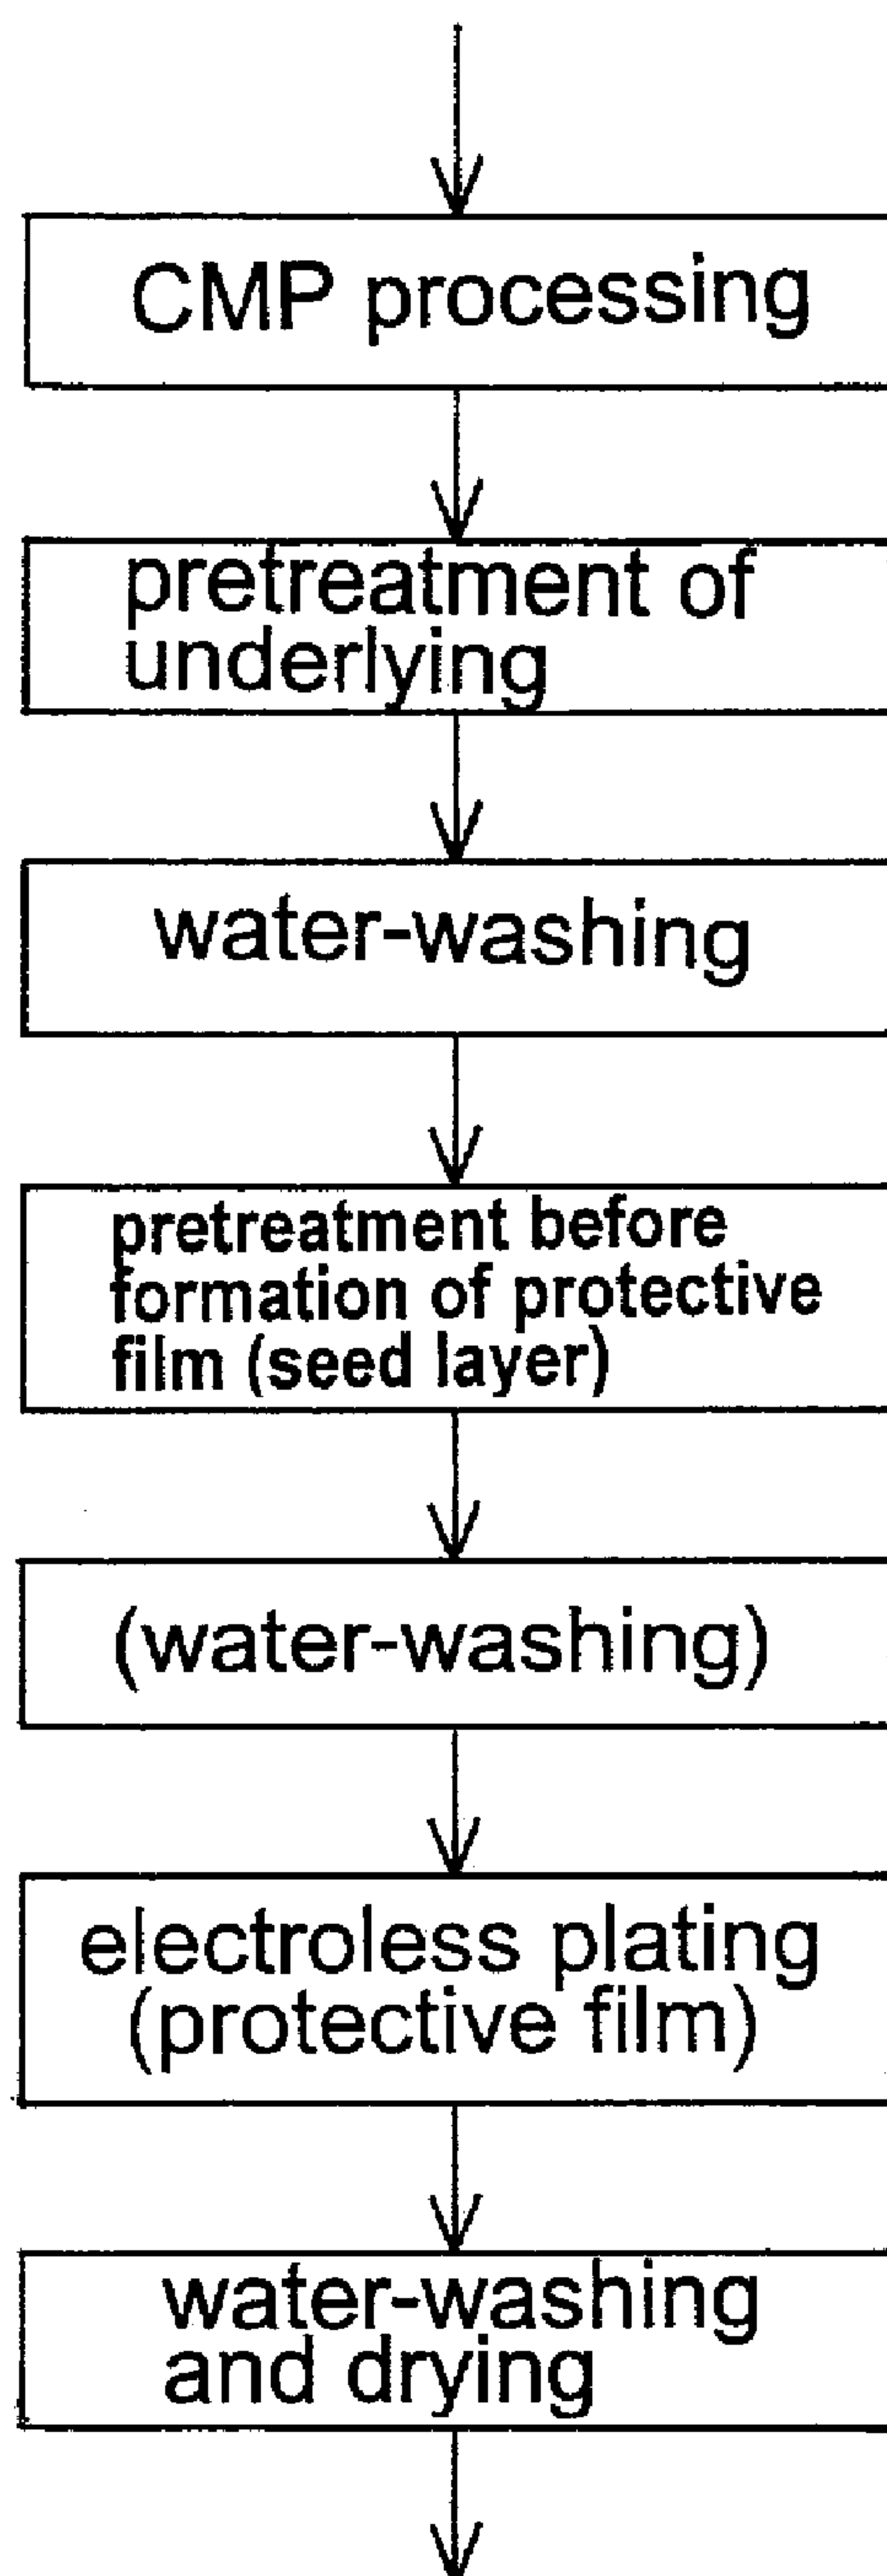 CMP processing
pretreatment of
underlying
water-washing
pretreatment before
formation of protective
film (seed layer)
(water-washing)
electroless plating
(protective film)
water-washing
and drying